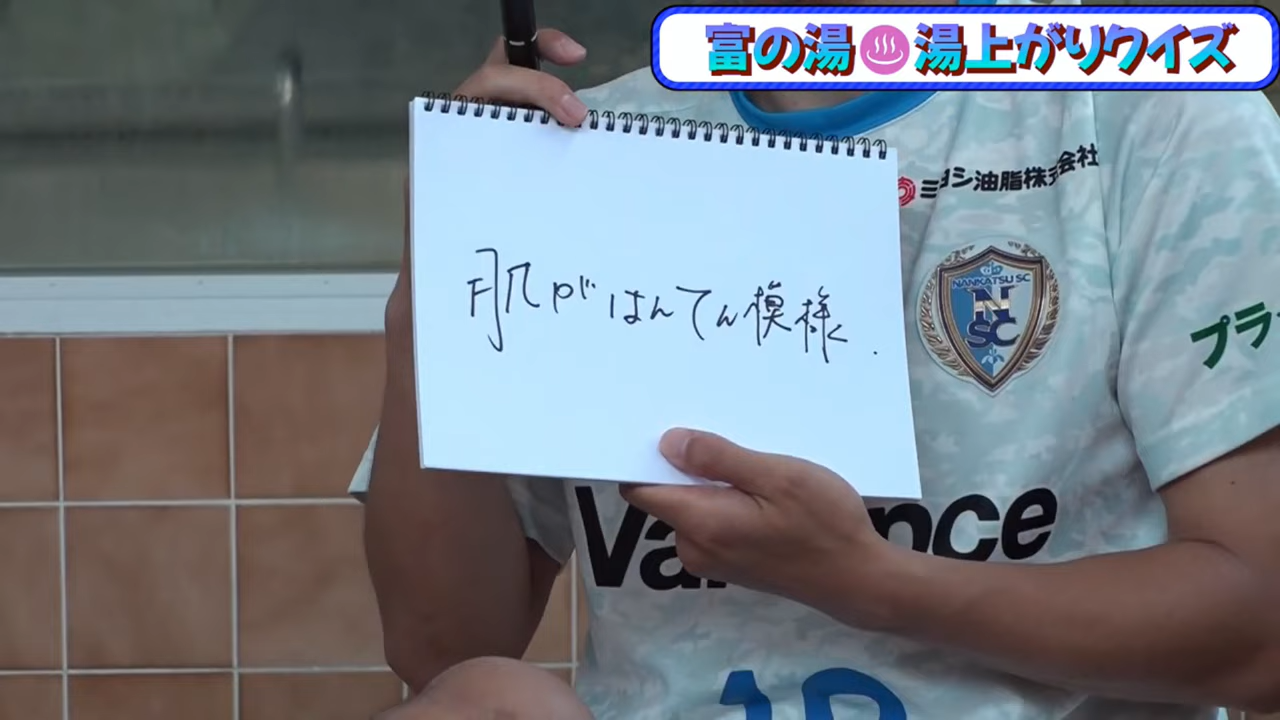 富の湯♨湯上がりクイズ
ミヨシ油脂株式会社
肌がはんてん模様.
NANKATSU SC
N
SC
プラ